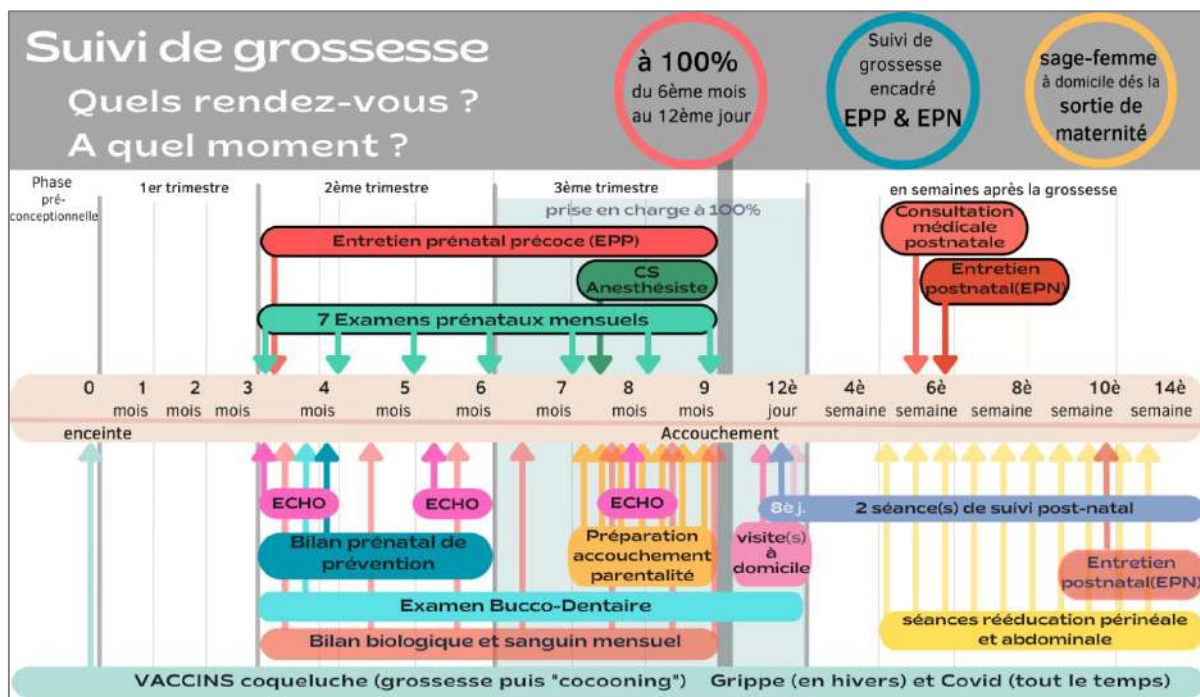 Suivi de grossesse
Quels rendez-vous ?
A quel moment ?
à 100%
du 6ème mois
au 12ème jour
Suivi de
grossesse
encadré
EPP & EPN
sage-femme
à domicile dés la
sortie de
maternité
Phase
pré-
conceptionnelle
1er trimestre
2ème trimestre
3ème trimestre
en semaines après la grossesse
prise en charge à 100%
Entretien prénatal précoce (EPP)
CS
Anesthésiste
7 Examens prénataux mensuels
Consultation
médicale
postnatale
Entretien
postnatal(EPN)
0 1 2 3 4 5 6 7 8 9 12è 4è 6è 8è 10è 14è
mois mois mois mois mois mois mois mois mois jour semaine semaine semaine semaine semaine
enceinte
Accouchement
ECHO
ECHO
ECHO
8è j.
2 séance(s) de suivi post-natal
Bilan prénatal de
prévention
Préparation
accouchement
parentalité
visite(s)
à
domicile
Entretien
postnatal(EPN)
Examen Bucco-Dentaire
Bilan biologique et sanguin mensuel
séances rééducation périnéale
et abdominale
VACCINS coqueluche (grossesse puis "cocooning") Grippe (en hivers) et Covid (tout le temps)